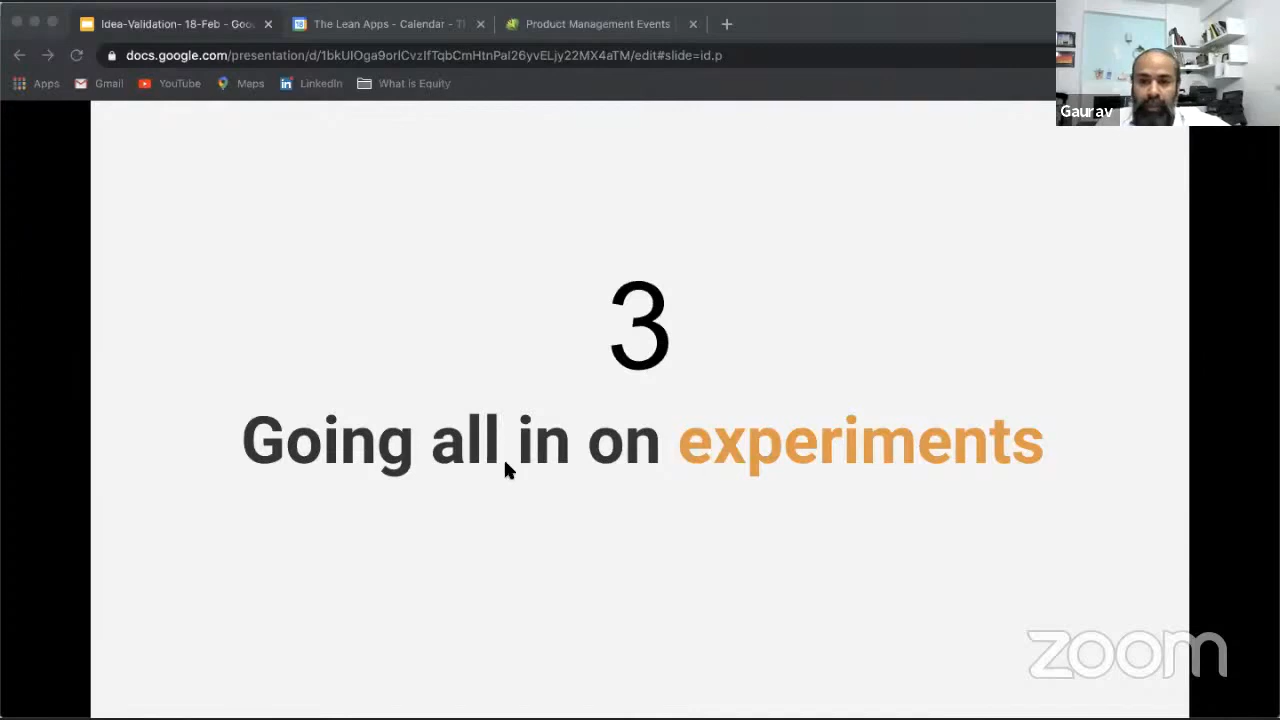 Idea-Validation- 18-Feb - Goo
The Lean Apps - Calendar - T
Product Management Events
docs.google.com/presentation/d/1bkUlOga9orlCvzIfTqbCmHtnPal26yvELjy22MX4aTM/edit#slide=id.p
Apps
Gmail
YouTube
Maps
LinkedIn
What is Equity
Gaurav
3
Going all in on experiments
zoom